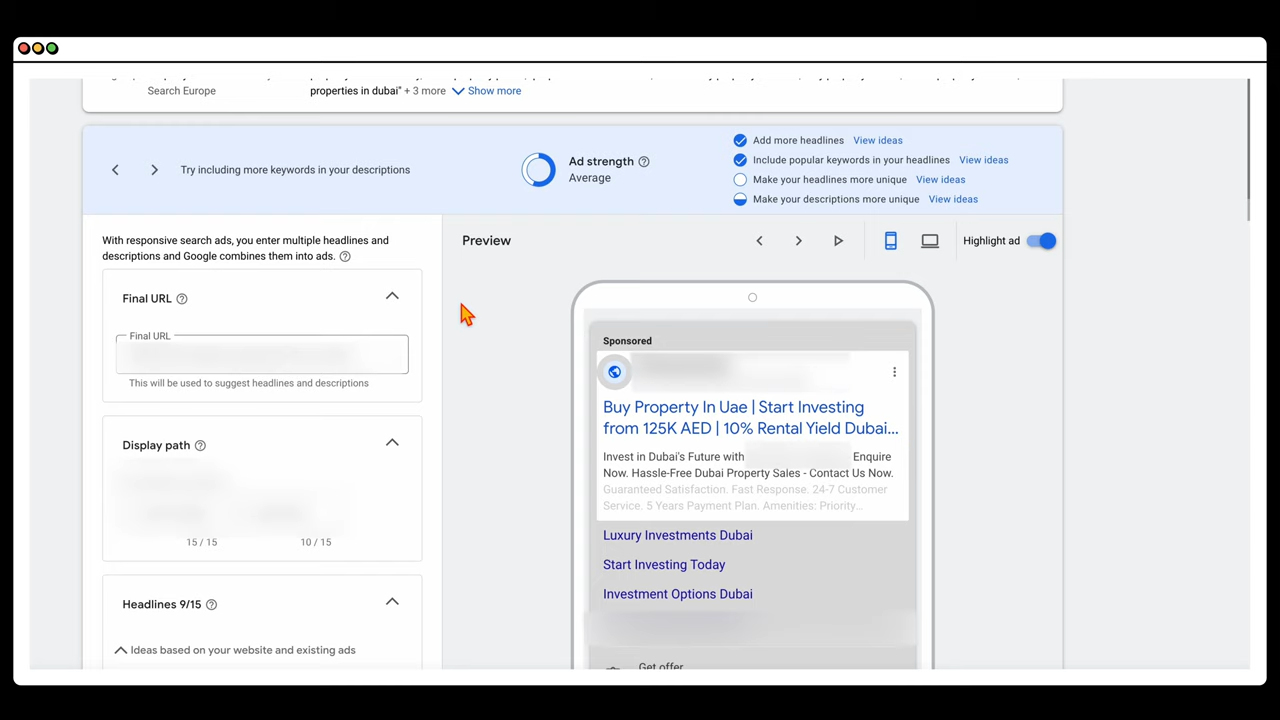 Search Europe
properties in dubai" + 3 more Show more
Try including more keywords in your descriptions
Ad strength
Average
Add more headlines View ideas
Include popular keywords in your headlines View ideas
Make your headlines more unique View ideas
Make your descriptions more unique View ideas
With responsive search ads, you enter multiple headlines and
descriptions and Google combines them into ads.
Final URL
Final URL
This will be used to suggest headlines and descriptions
Display path
15 / 15
10 / 15
Headlines 9/15
Ideas based on your website and existing ads
Preview
Highlight ad
Sponsored
Buy Property In Uae | Start Investing
from 125K AED | 10% Rental Yield Dubai...
Invest in Dubai's Future with Enquire
Now. Hassle-Free Dubai Property Sales - Contact Us Now.
Guaranteed Satisfaction. Fast Response. 24-7 Customer
Service. 5 Years Payment Plan. Amenities: Priority...
Luxury Investments Dubai
Start Investing Today
Investment Options Dubai
Get offer